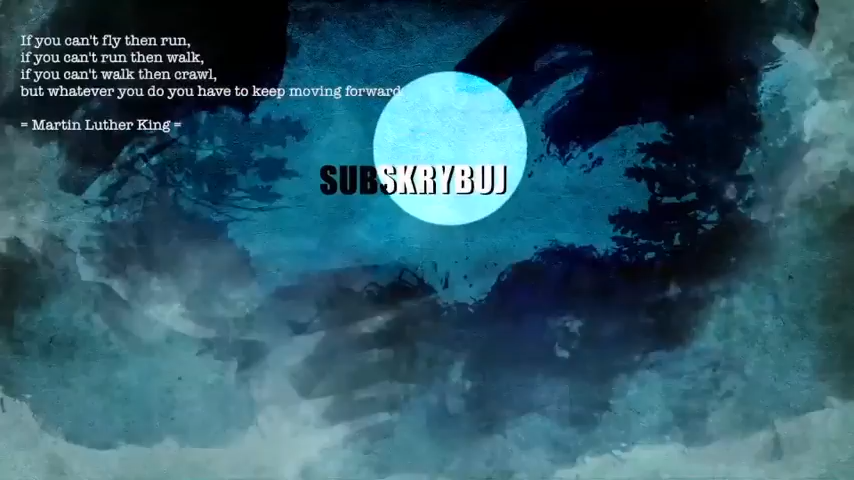 If you can't fly then run,
if you can't run then walk,
if you can't walk then crawl,
but whatever you do you have to keep moving forward.
= Martin Luther King =
SUBSKRYBUJ